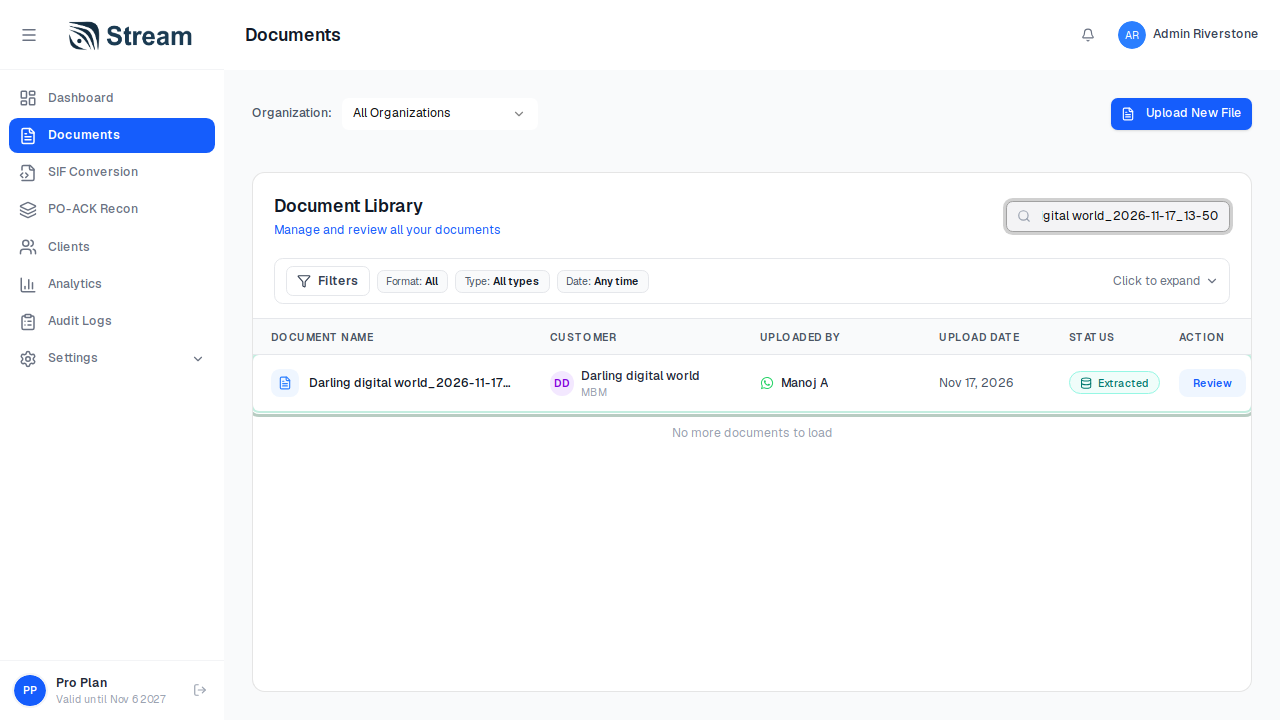 Stream
Documents
AR
Admin Riverstone
Dashboard
Documents
SIF Conversion
PO-ACK Recon
Clients
Analytics
Audit Logs
Settings
Organization:
All Organizations
Upload New File
Document Library
Manage and review all your documents
gital world_2026-11-17_13-50
Filters
Format: All
Type: All types
Date: Any time
Click to expand
DOCUMENT NAME
CUSTOMER
UPLOADED BY
UPLOAD DATE
STATUS
ACTION
Darling digital world_2026-11-17...
DD
Darling digital world
MBM
Manoj A
Nov 17, 2026
Extracted
Review
No more documents to load
PP
Pro Plan
Valid until Nov 6 2027